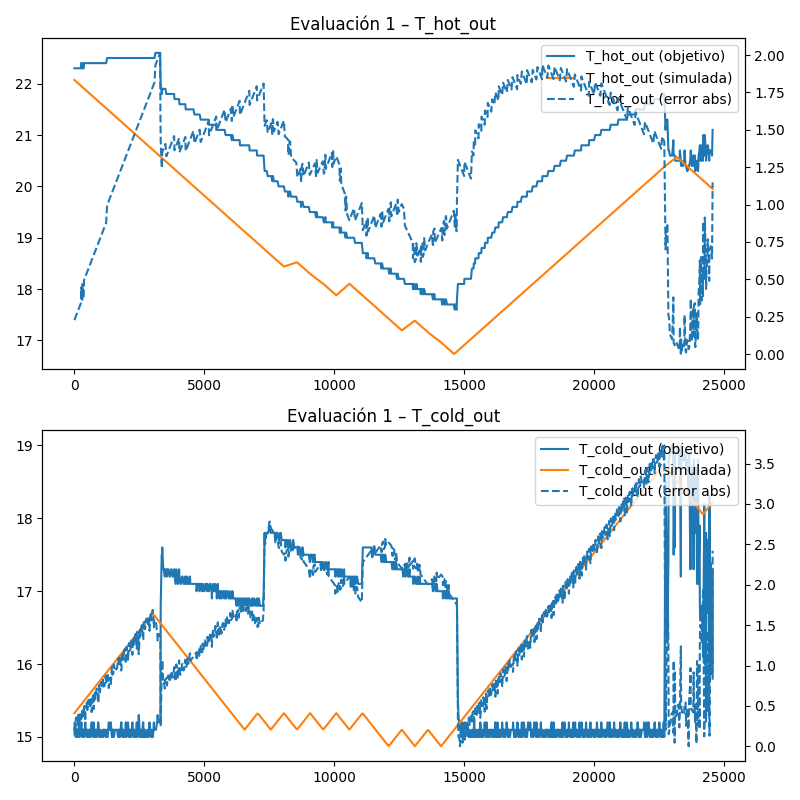 Evaluación 1 – T_hot_out
T_hot_out (objetivo)
T_hot_out (simulada)
T_hot_out (error abs)
22
21
20
19
18
17
2.00
1.75
1.50
1.25
1.00
0.75
0.50
0.25
0.00
0 5000 10000 15000 20000 25000
Evaluación 1 – T_cold_out
T_cold_out (objetivo)
T_cold_out (simulada)
T_cold_out (error abs)
19
18
17
16
15
3.5
3.0
2.5
2.0
1.5
1.0
0.5
0.0
0 5000 10000 15000 20000 25000